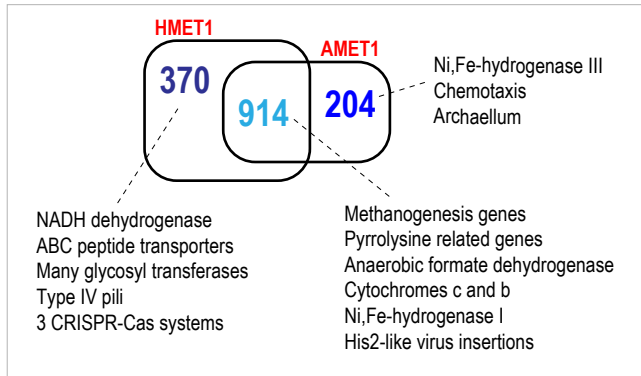 HMET1
AMET1
370
914
204
Ni,Fe-hydrogenase III
Chemotaxis
Archaellum
NADH dehydrogenase
ABC peptide transporters
Many glycosyl transferases
Type IV pili
3 CRISPR-Cas systems
Methanogenesis genes
Pyrrolysine related genes
Anaerobic formate dehydrogenase
Cytochromes c and b
Ni,Fe-hydrogenase I
His2-like virus insertions